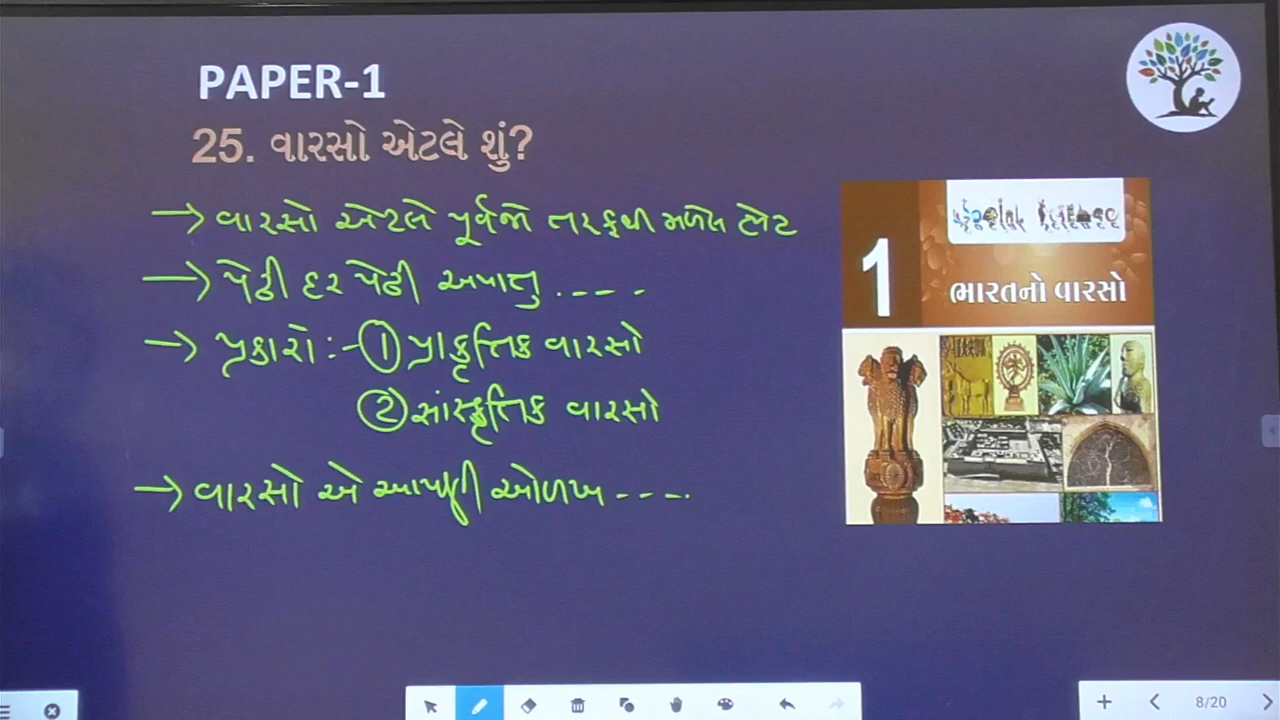 PAPER-1
25. વારસો એટલે શું?
→ વારસો એટલે પૂર્વજો તરફથી મળેલ ભેટ
→ પેઢી દર પેઢી અપાતુ ----
→ પ્રકારો :- ① પ્રાકૃતિક વારસો
② સાંસ્કૃતિક વારસો
→ વારસો એ આપણી ઓળખ ----
1
ભારતનો વારસો
8/20